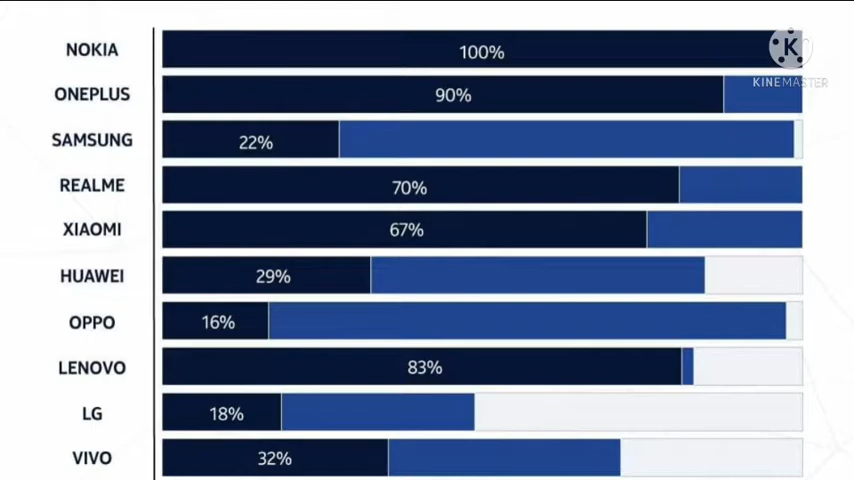 NOKIA 100%
K
KINEMASTER
ONEPLUS 90%
SAMSUNG 22%
REALME 70%
XIAOMI 67%
HUAWEI 29%
OPPO 16%
LENOVO 83%
LG 18%
VIVO 32%